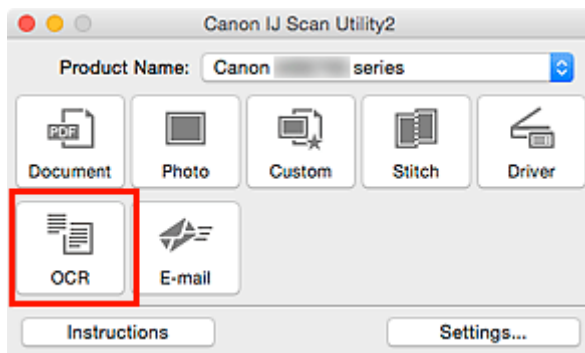 Canon IJ Scan Utility2
Product Name: Canon series
PDF
Document Photo Custom Stitch Driver
OCR E-mail
Instructions Settings...